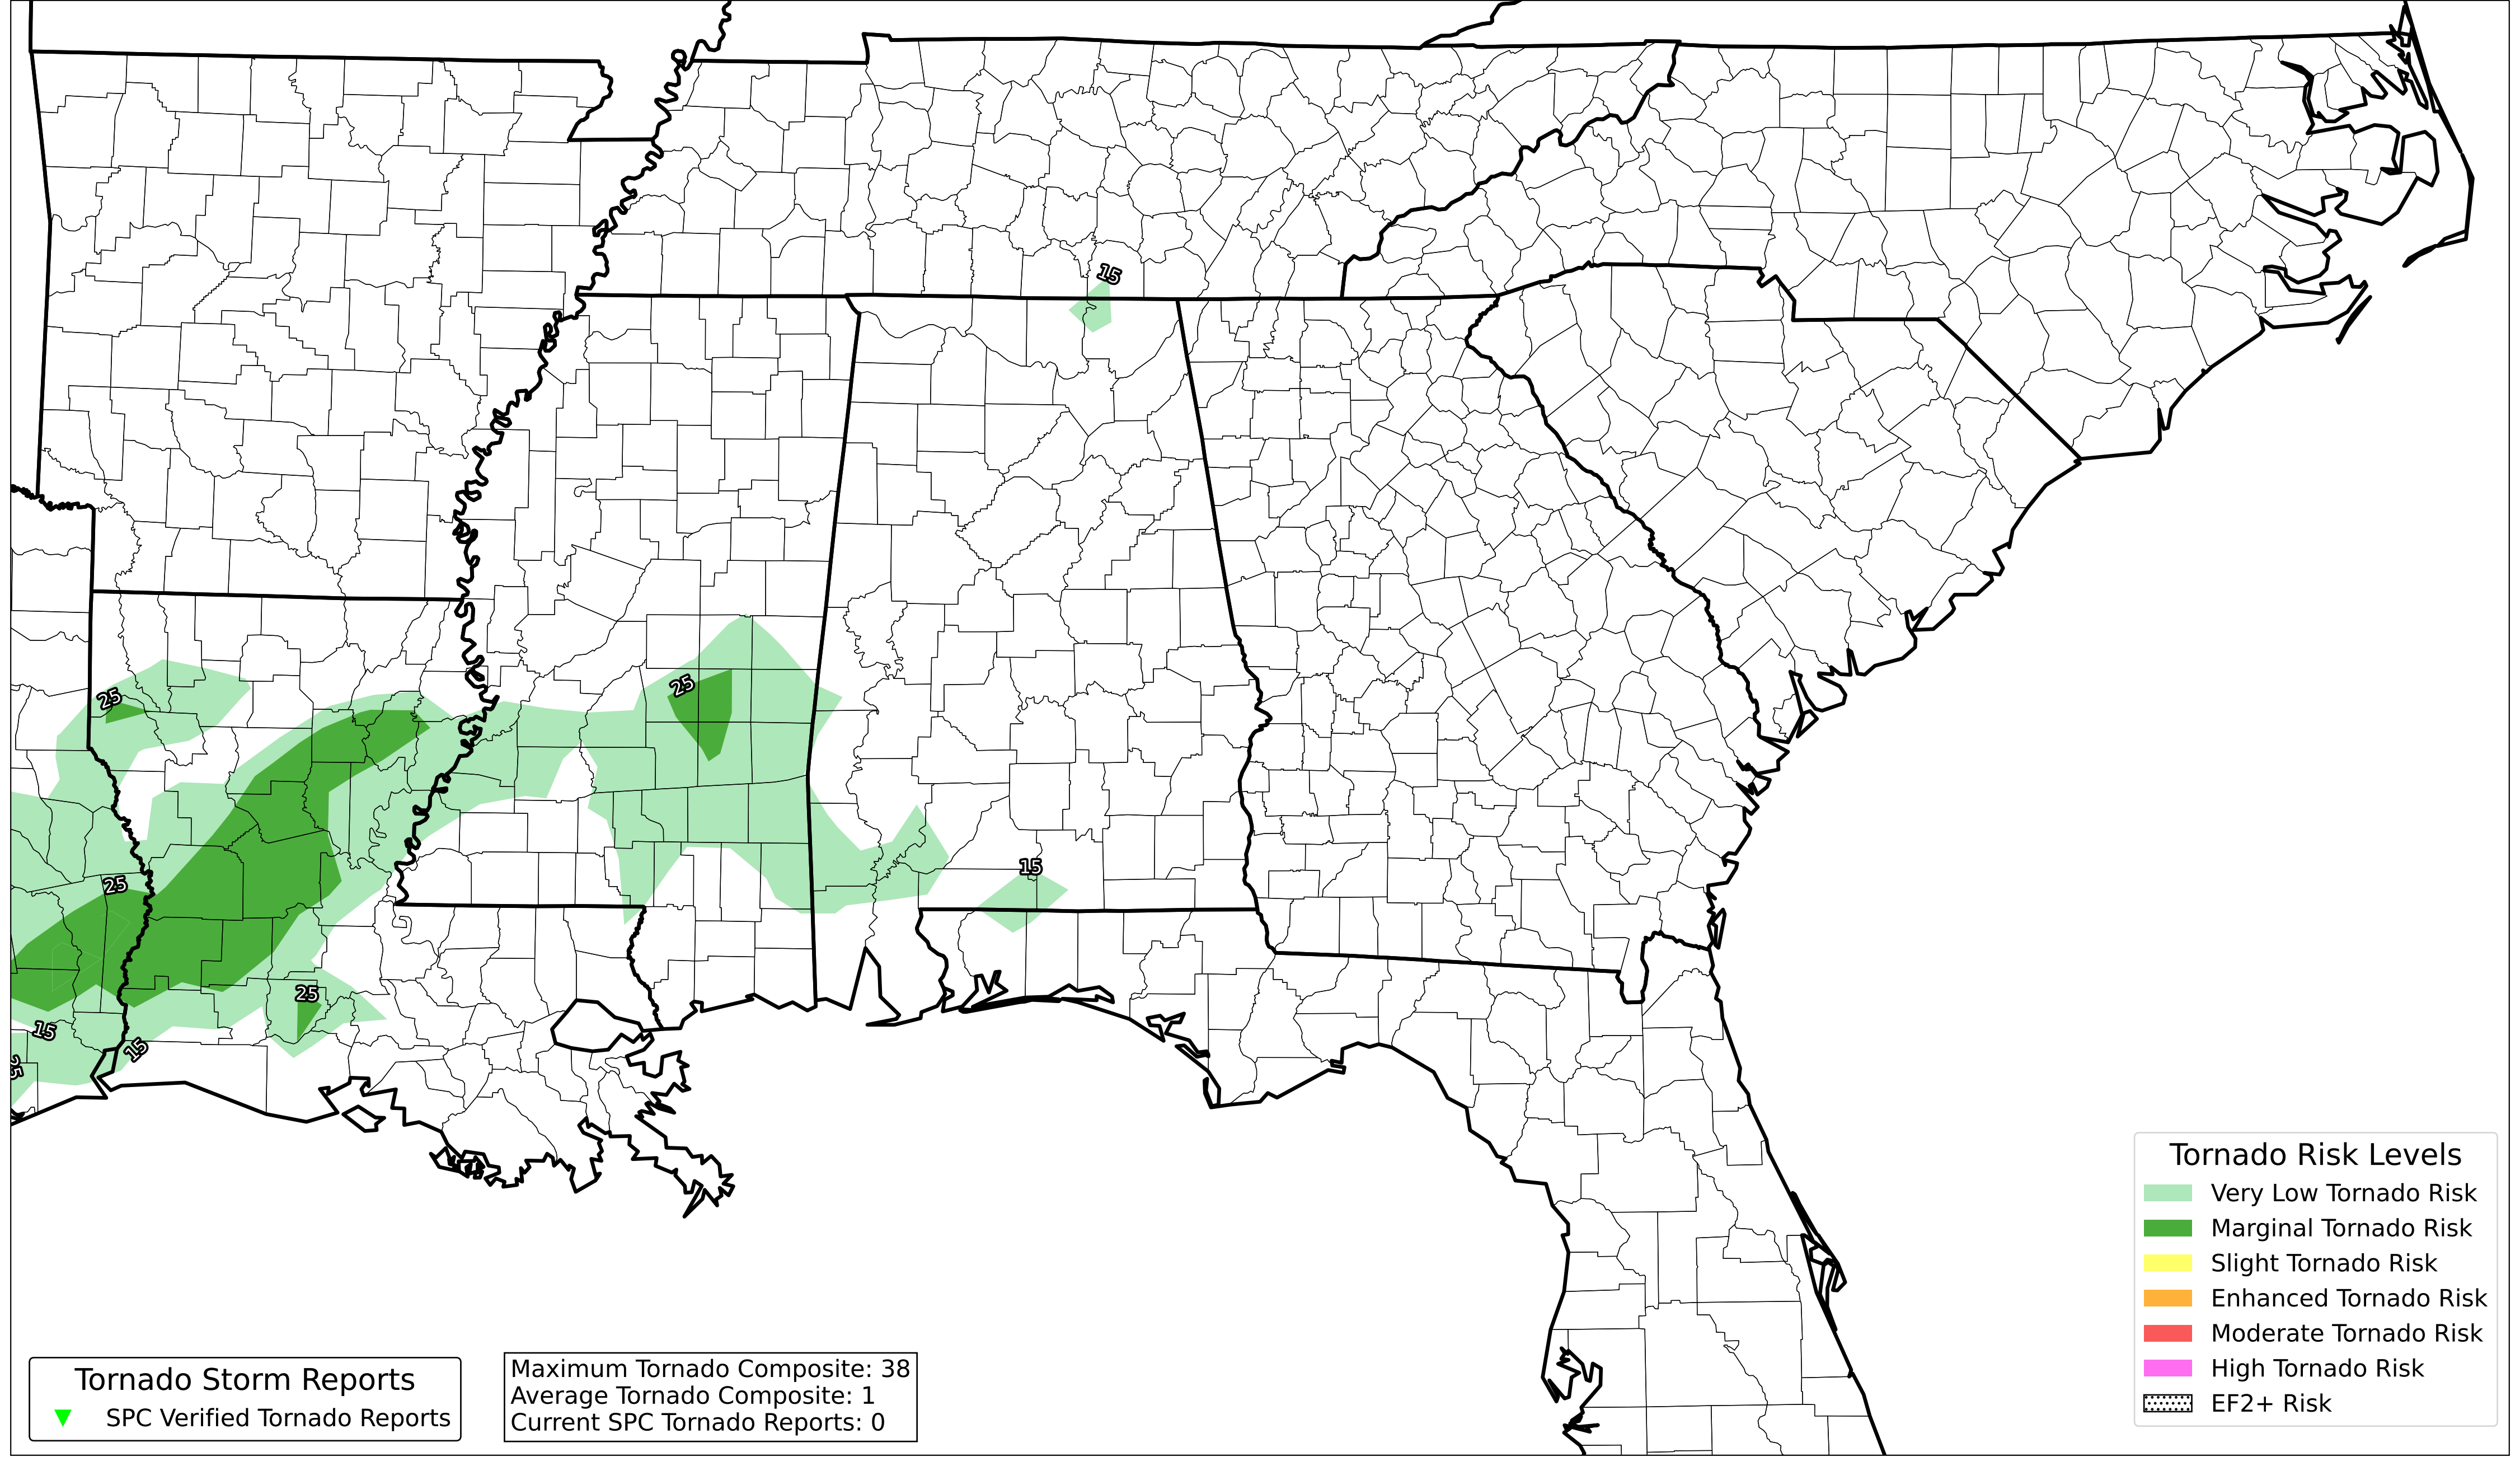 15
25
25
25
15
25
15
15
Tornado Risk Levels
Very Low Tornado Risk
Marginal Tornado Risk
Slight Tornado Risk
Enhanced Tornado Risk
Moderate Tornado Risk
High Tornado Risk
EF2+ Risk
Tornado Storm Reports
SPC Verified Tornado Reports
Maximum Tornado Composite: 38
Average Tornado Composite: 1
Current SPC Tornado Reports: 0